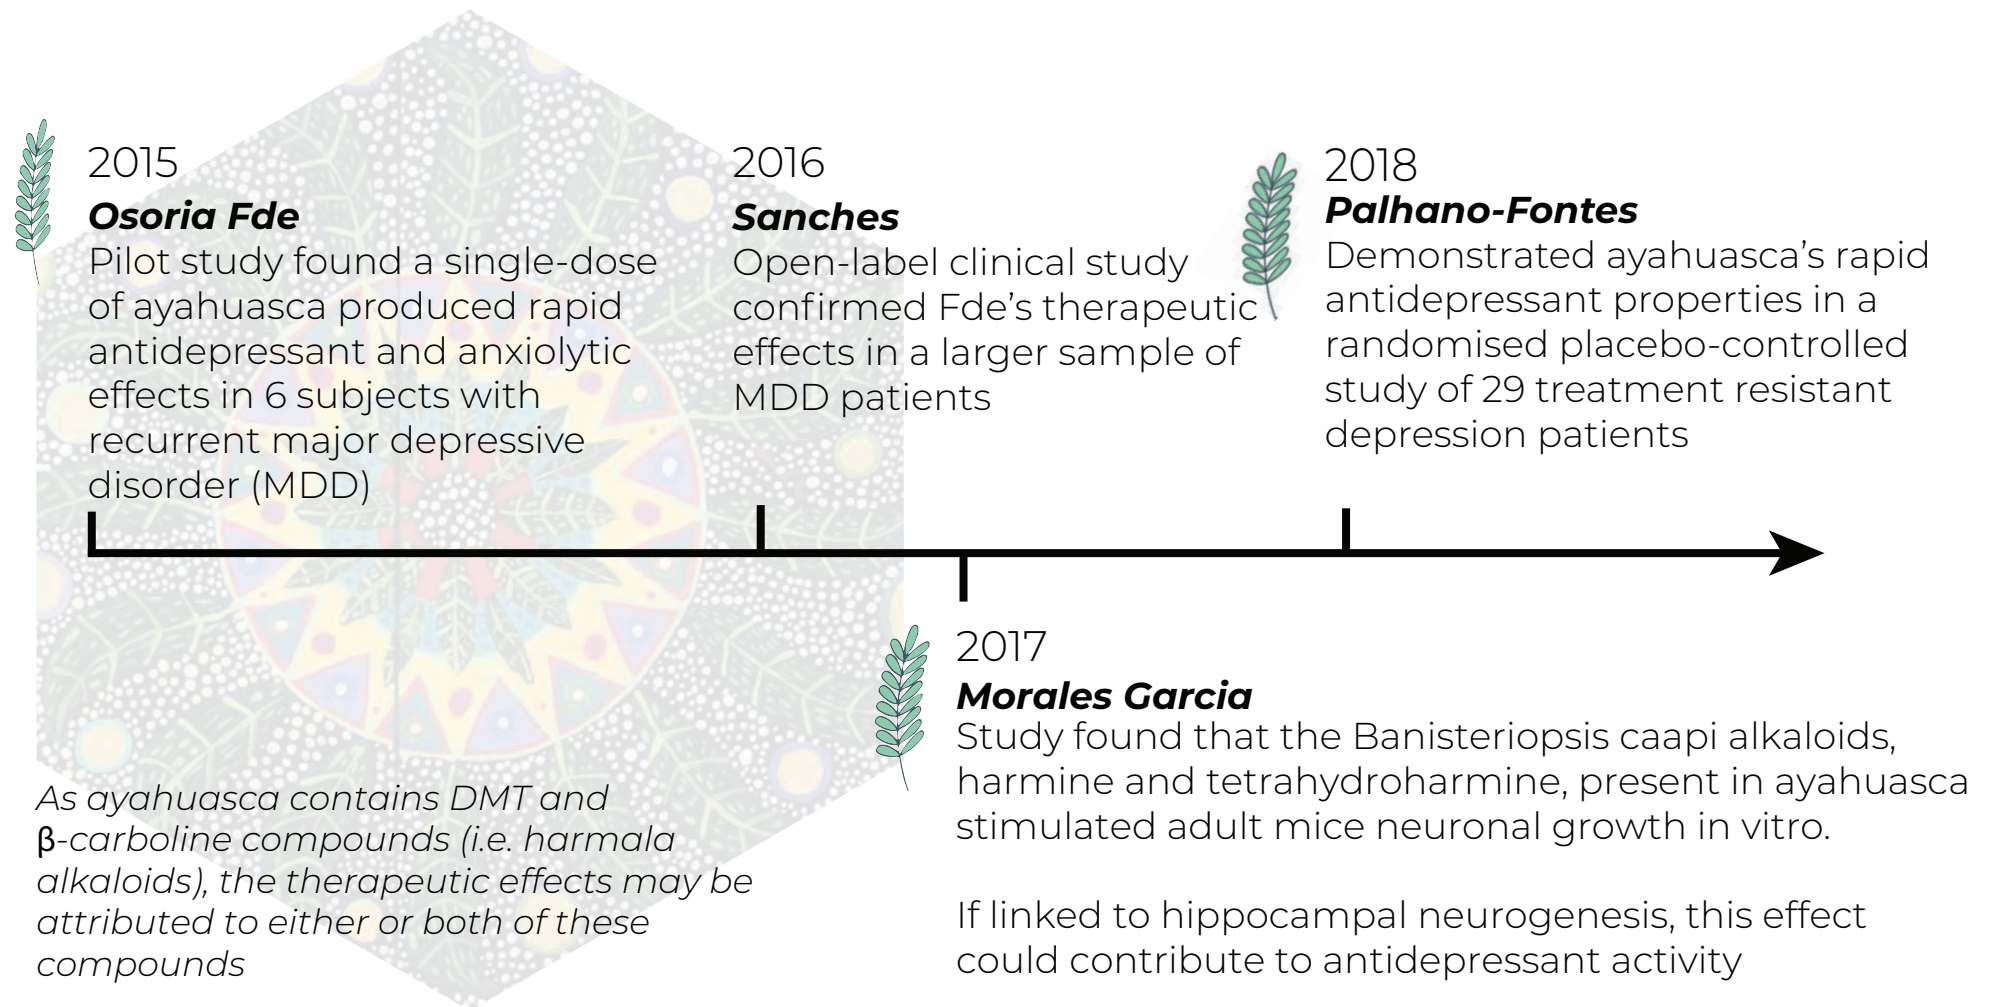 2015
Osoria Fde
Pilot study found a single-dose
of ayahuasca produced rapid
antidepressant and anxiolytic
effects in 6 subjects with
recurrent major depressive
disorder (MDD)
2016
Sanches
Open-label clinical study
confirmed Fde’s therapeutic
effects in a larger sample of
MDD patients
2018
Palhano-Fontes
Demonstrated ayahuasca’s rapid
antidepressant properties in a
randomised placebo-controlled
study of 29 treatment resistant
depression patients
2017
Morales Garcia
Study found that the Banisteriopsis caapi alkaloids,
harmine and tetrahydroharmine, present in ayahuasca
stimulated adult mice neuronal growth in vitro.
If linked to hippocampal neurogenesis, this effect
could contribute to antidepressant activity
As ayahuasca contains DMT and
β-carboline compounds (i.e. harmala
alkaloids), the therapeutic effects may be
attributed to either or both of these
compounds